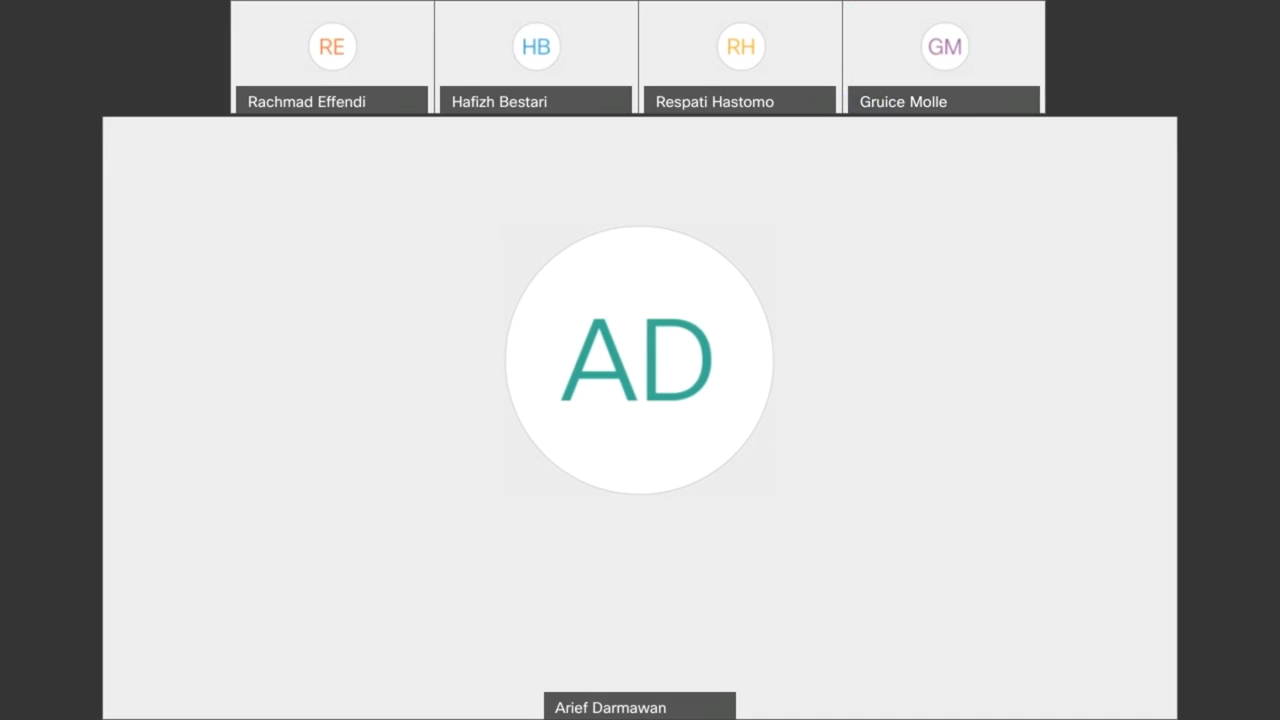 RE
HB
RH
GM
Rachmad Effendi
Hafizh Bestari
Respati Hastomo
Gruice Molle
AD
Arief Darmawan